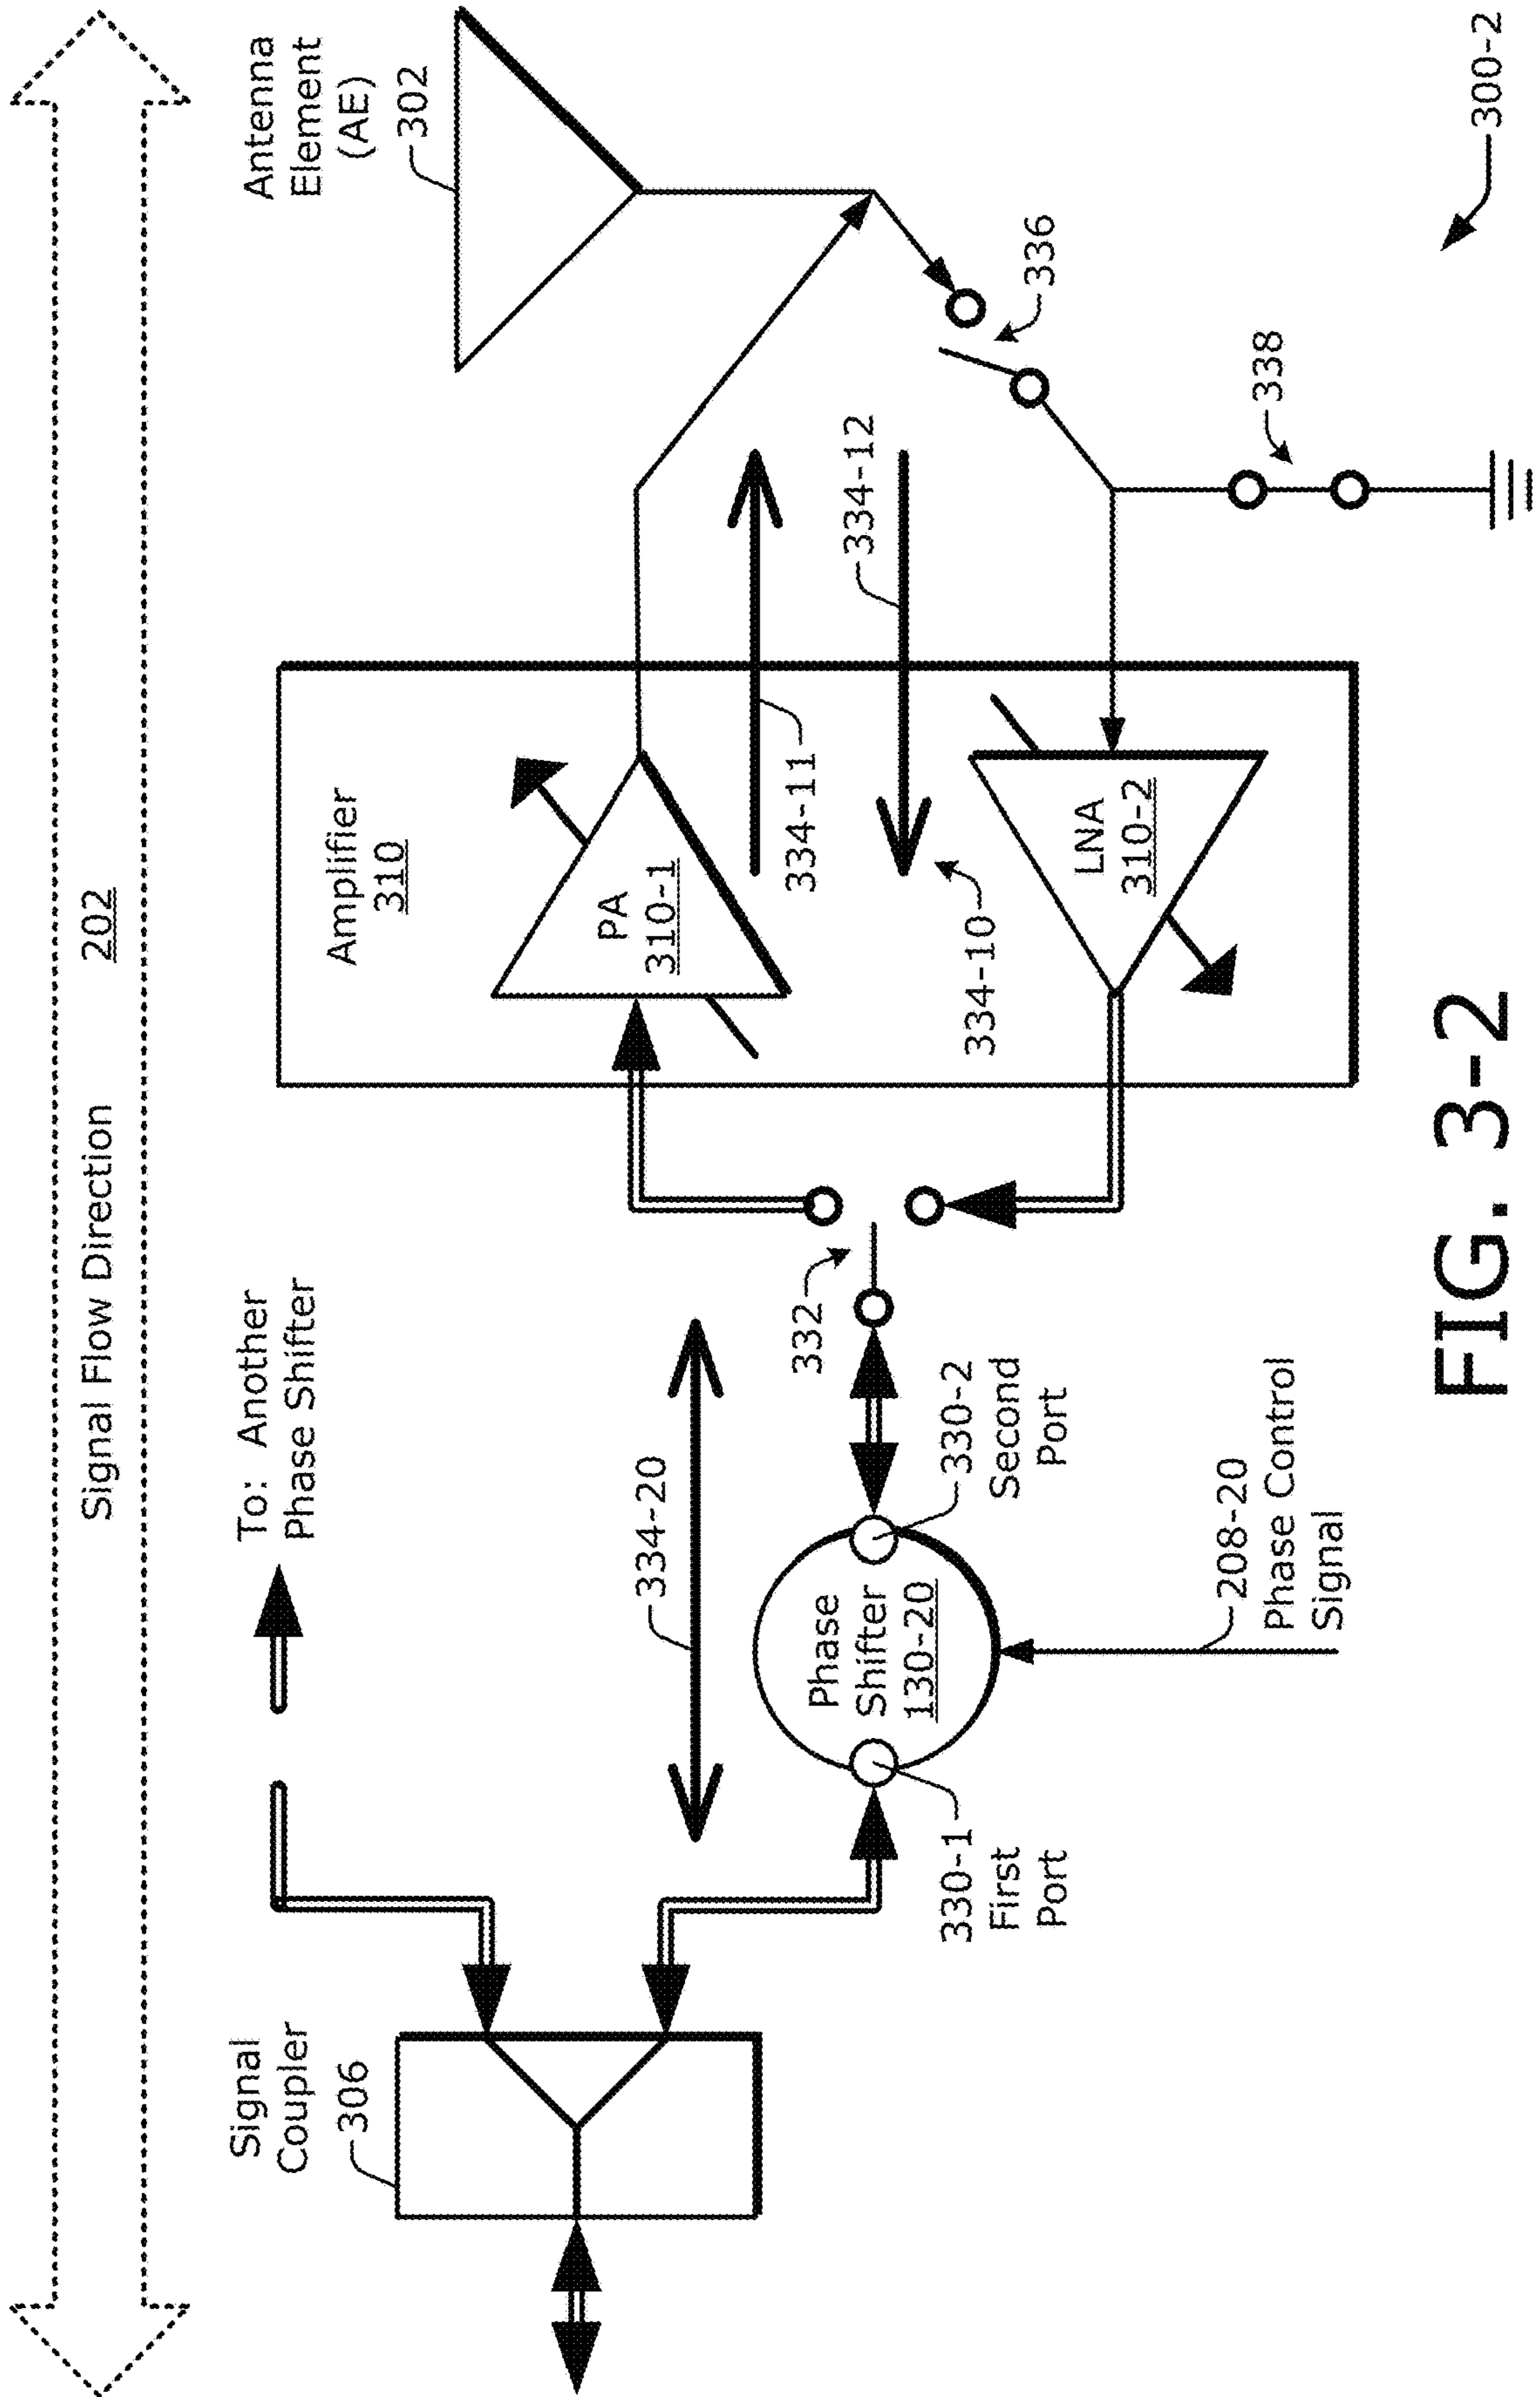 Signal Flow Direction 202
Signal
Coupler
306
To: Another
Phase Shifter
Antenna
Element
(AE)
302
Amplifier
310
334-20
PA
310-1
334-11
334-12
332
Phase
Shifter
130-20
330-1
First
Port
330-2
Second
Port
334-10
LNA
310-2
336
338
208-20
Phase Control
Signal
300-2
FIG. 3-2